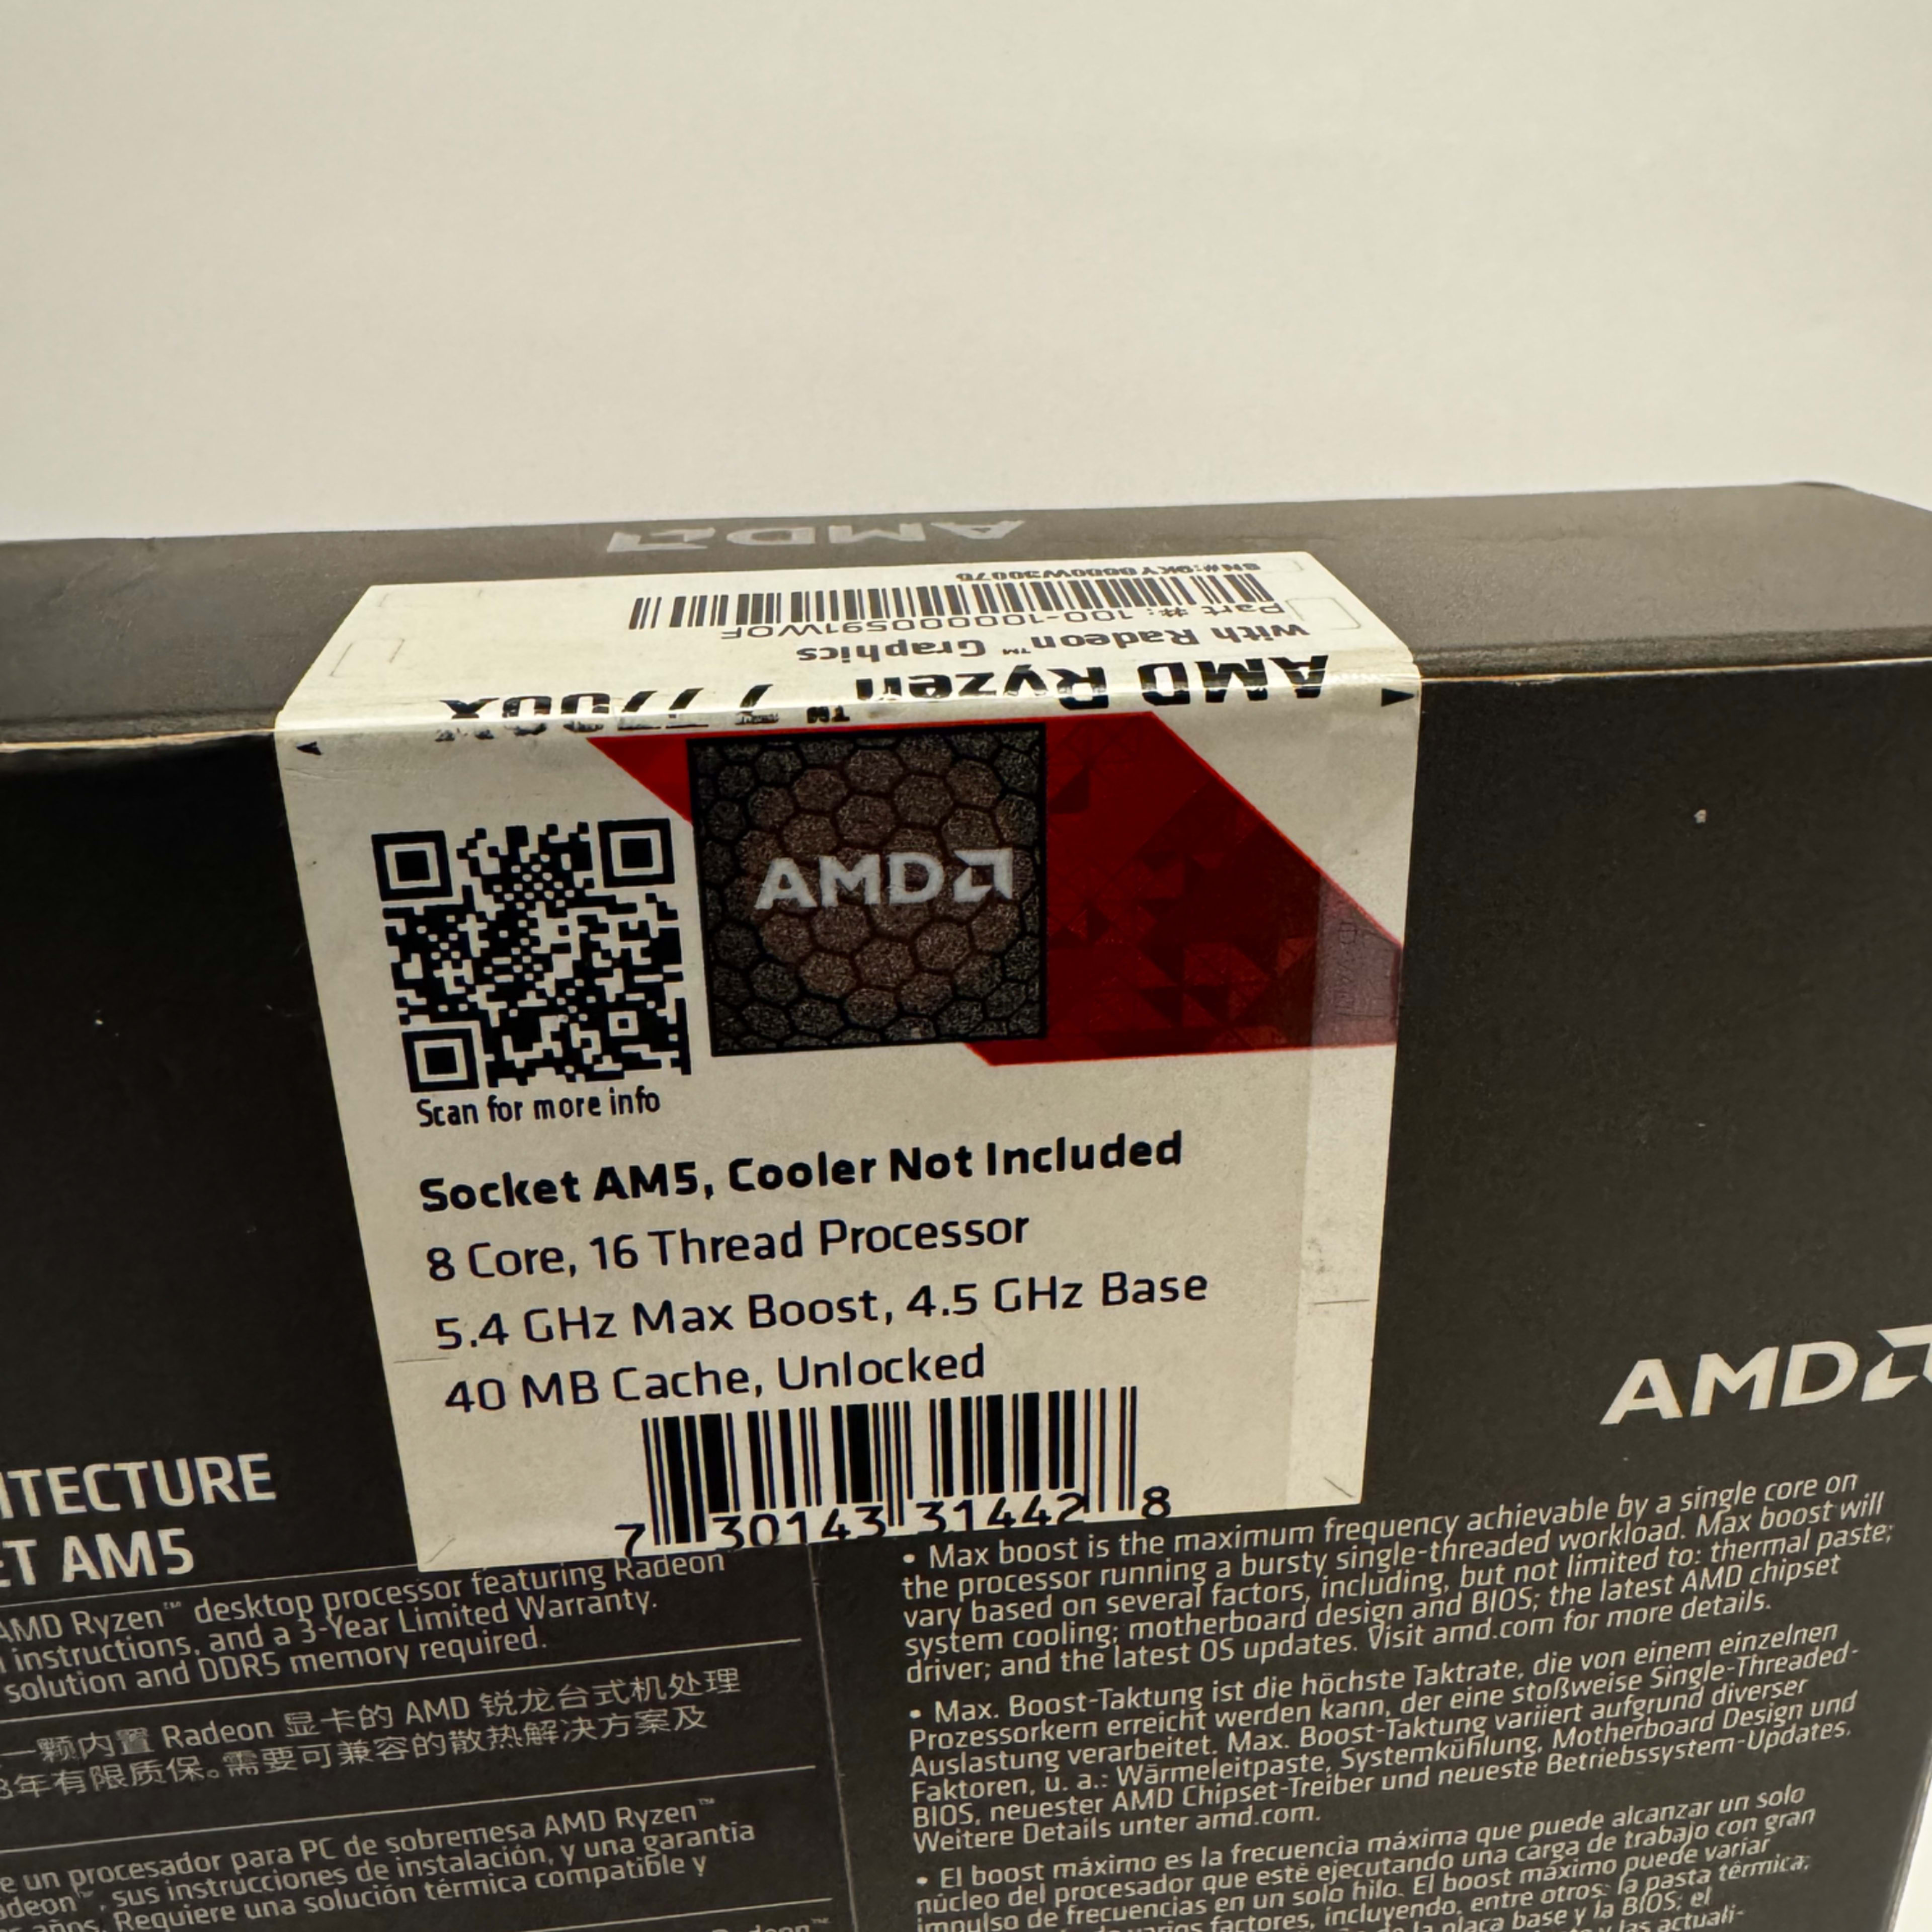 AMD
SN#:9KY0600W30076
Part #: 100-100000591WOF
with Radeon™ Graphics
AMD Ryzen™ 7 7700X
AMD
Scan for more info
Socket AM5, Cooler Not Included
8 Core, 16 Thread Processor
5.4 GHz Max Boost, 4.5 GHz Base
40 MB Cache, Unlocked
7 30143 31442 8
AMD
ITECTURE
ET AM5
AMD Ryzen™ desktop processor featuring Radeon
instructions, and a 3-Year Limited Warranty.
solution and DDR5 memory required.
一颗内置 Radeon 显卡的 AMD 锐龙台式机处理
3年有限质保。需要可兼容的散热解决方案及
e un procesador para PC de sobremesa AMD Ryzen™
adeon™, sus instrucciones de instalación, y una garantía
años. Requiere una solución térmica compatible y
• Max boost is the maximum frequency achievable by a single core on
the processor running a bursty single-threaded workload. Max boost will
vary based on several factors, including, but not limited to: thermal paste;
system cooling; motherboard design and BIOS; the latest AMD chipset
driver; and the latest OS updates. Visit amd.com for more details.
• Max. Boost-Taktung ist die höchste Taktrate, die von einem einzelnen
Prozessorkern erreicht werden kann, der eine stoßweise Single-Threaded-
Auslastung verarbeitet. Max. Boost-Taktung variiert aufgrund diverser
Faktoren, u. a.: Wärmeleitpaste, Systemkühlung, Motherboard Design und
BIOS, neuester AMD Chipset-Treiber und neueste Betriebssystem-Updates.
Weitere Details unter amd.com.
• El boost máximo es la frecuencia máxima que puede alcanzar un solo
núcleo del procesador que esté ejecutando una carga de trabajo con gran
impulso de frecuencias en un solo hilo. El boost máximo puede variar
varios factores, incluyendo, entre otros: la pasta térmica;
la placa base y la BIOS; el
y las actuali-